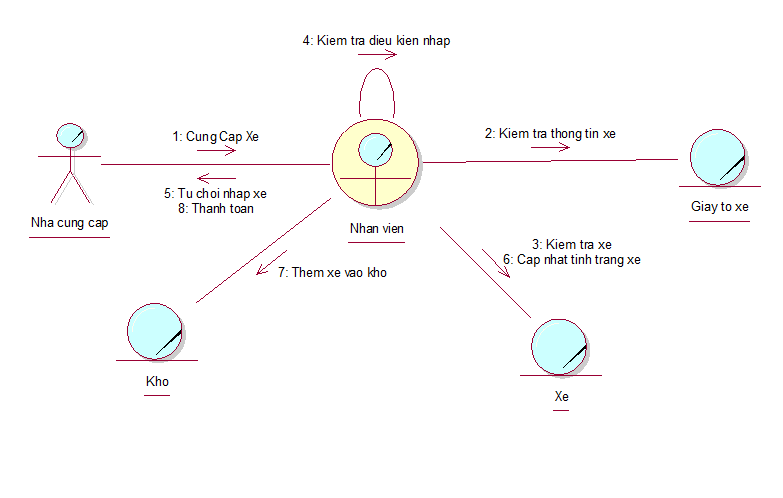 4: Kiem tra dieu kien nhap
1: Cung Cap Xe
2: Kiem tra thong tin xe
5: Tu choi nhap xe
8: Thanh toan
Nha cung cap
Nhan vien
Giay to xe
3: Kiem tra xe
6: Cap nhat tinh trang xe
7: Them xe vao kho
Kho
Xe